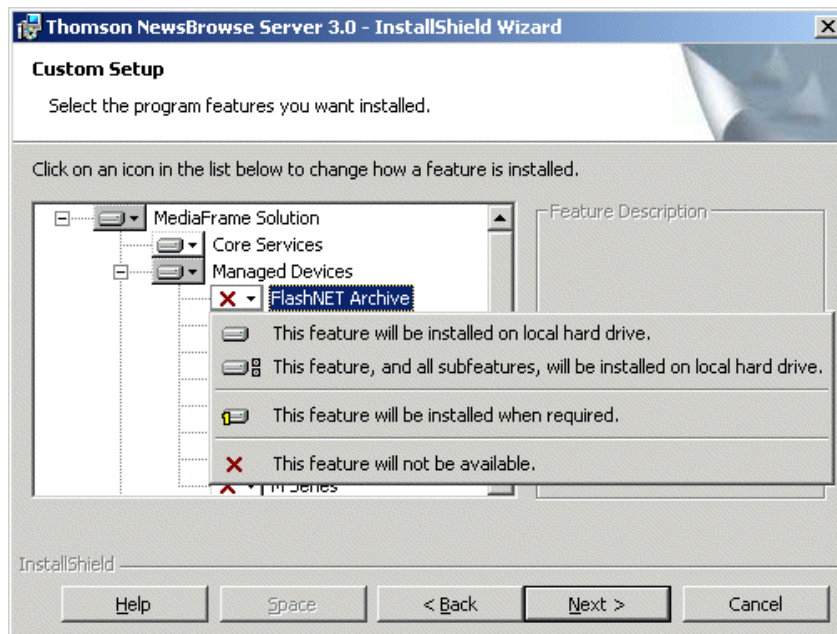 Thomson NewsBrowse Server 3.0 - InstallShield Wizard
Custom Setup
Select the program features you want installed.
Click on an icon in the list below to change how a feature is installed.
MediaFrame Solution
Core Services
Managed Devices
FlashNET Archive
This feature will be installed on local hard drive.
This feature, and all subfeatures, will be installed on local hard drive.
This feature will be installed when required.
This feature will not be available.
M Series
Feature Description
InstallShield
Help
Space
< Back
Next >
Cancel